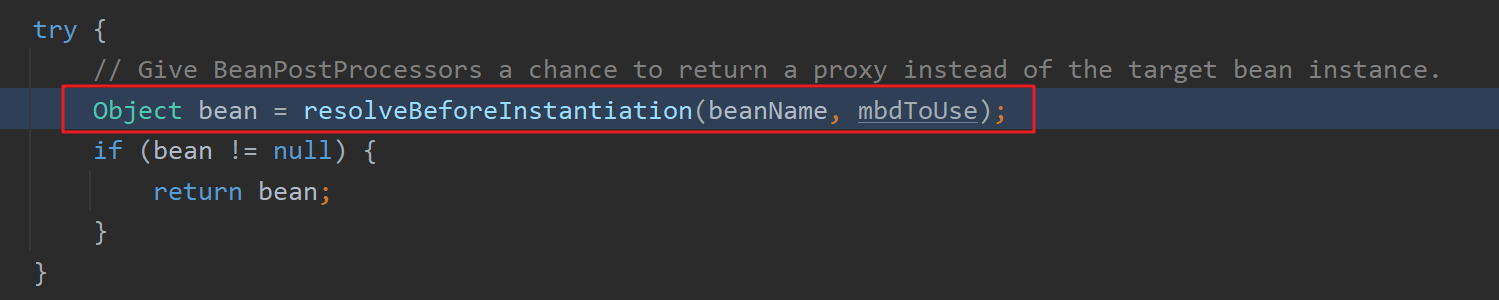 try {
// Give BeanPostProcessors a chance to return a proxy instead of the target bean instance.
Object bean = resolveBeforeInstantiation(beanName, mbdToUse);
if (bean != null) {
return bean;
}
}